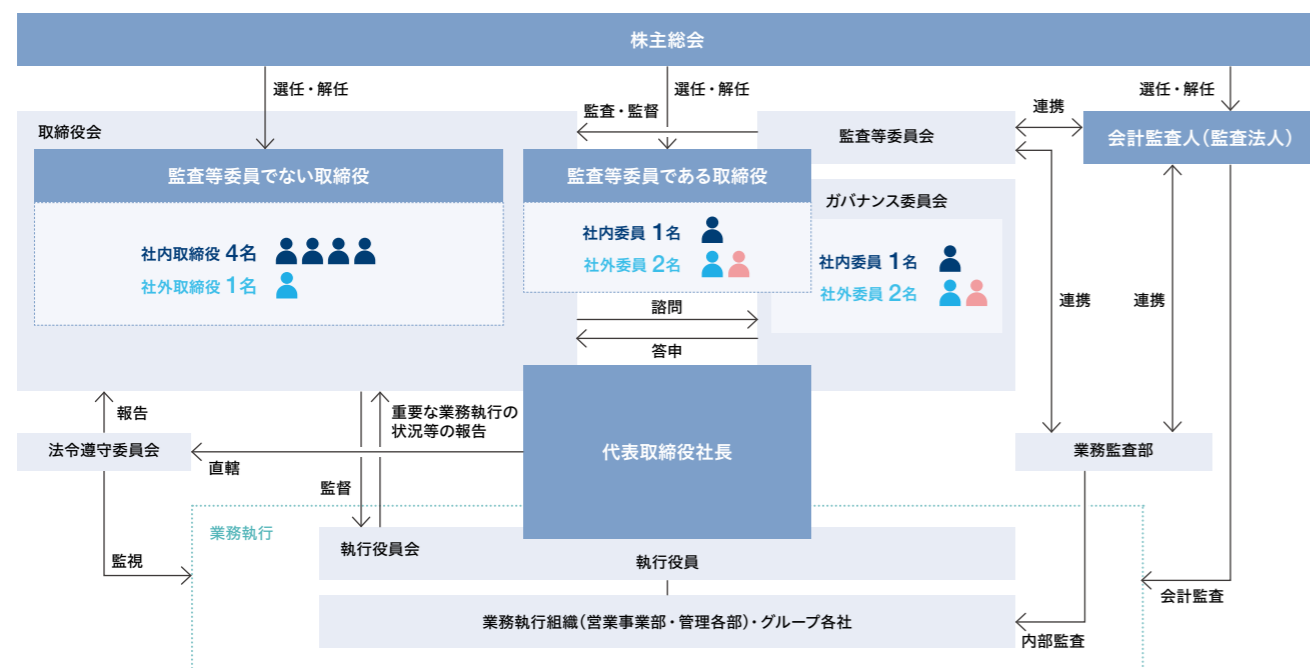 株主総会
選任・解任
選任・解任
選任・解任
監査・監督
連携
取締役会
監査等委員会
会計監査人(監査法人)
監査等委員でない取締役
監査等委員である取締役
ガバナンス委員会
社内取締役 4名
社外取締役 1名
社内委員 1名
社外委員 2名
社内委員 1名
社外委員 2名
諮問
答申
連携
連携
報告
重要な業務執行の
状況等の報告
代表取締役社長
法令遵守委員会
直轄
業務監査部
監督
業務執行
執行役員会
執行役員
監視
会計監査
業務執行組織(営業事業部・管理各部)・グループ各社
内部監査